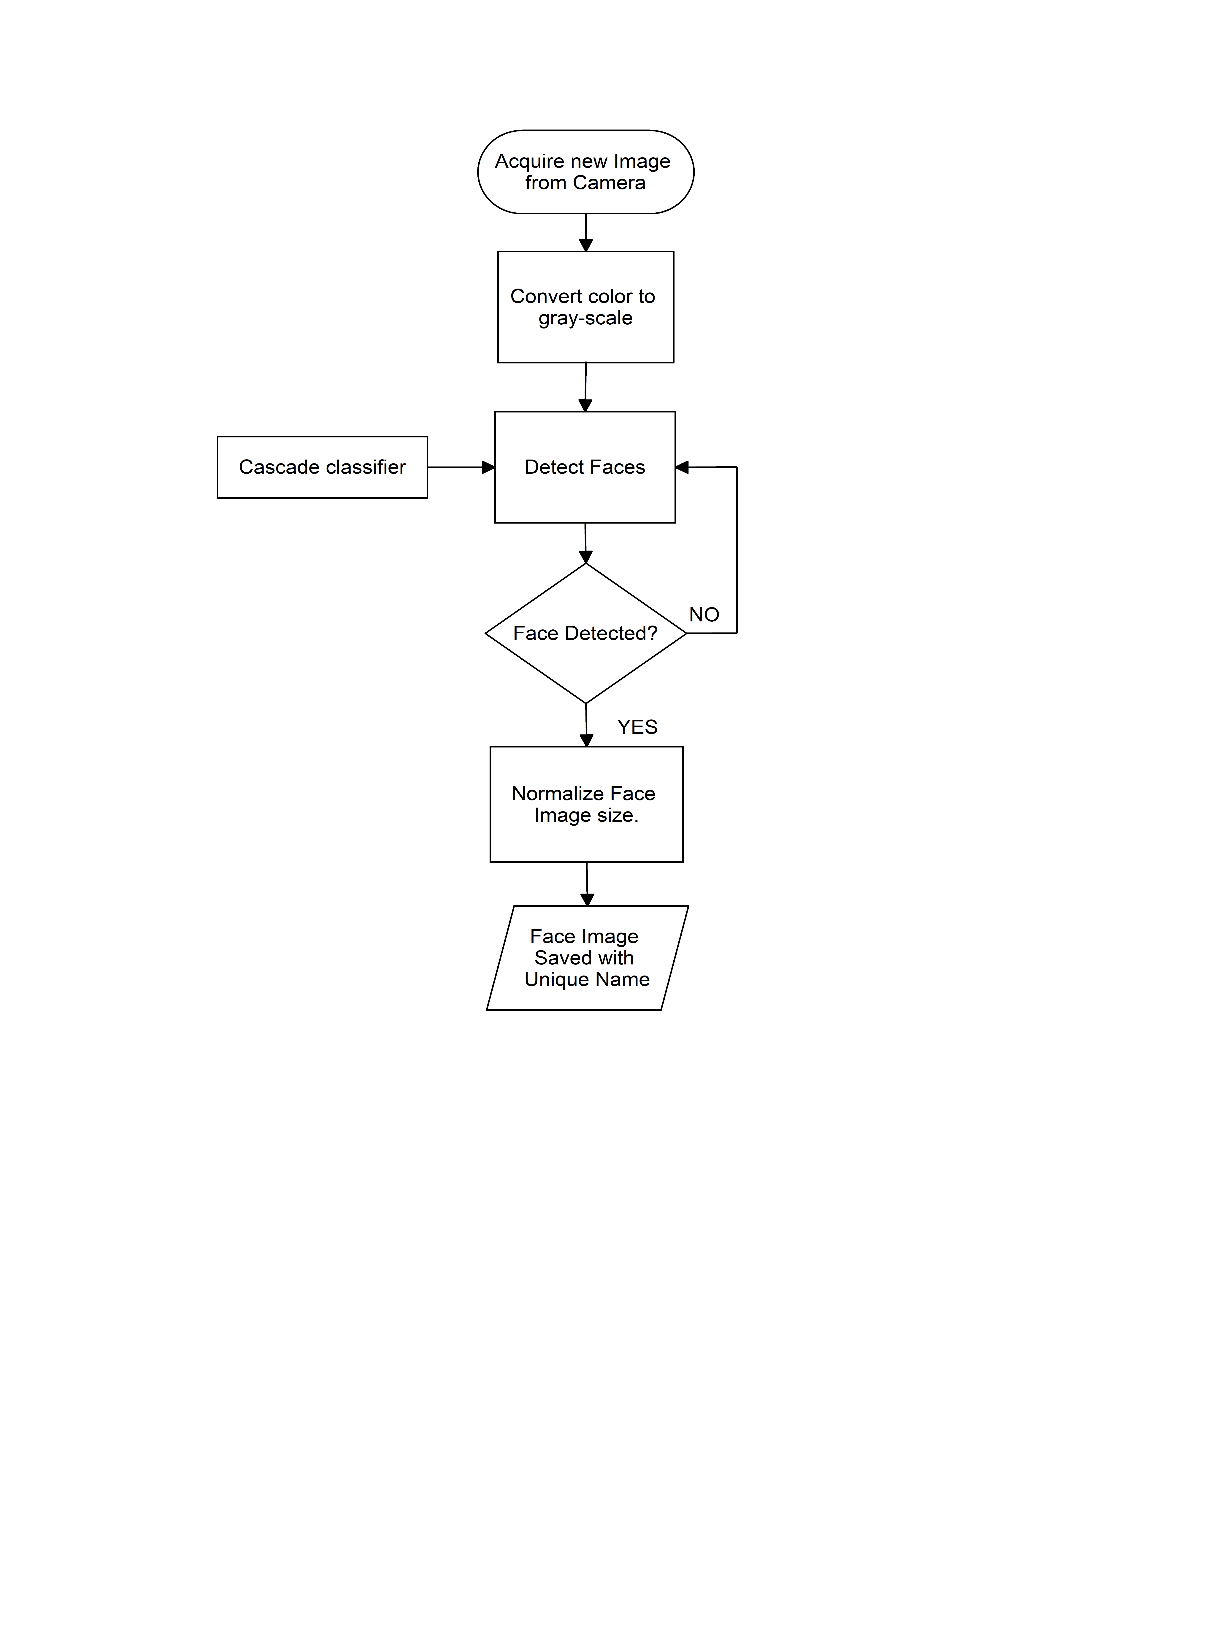 Acquire new Image
from Camera
Convert color to
gray-scale
Cascade classifier
Detect Faces
NO
Face Detected?
YES
Normalize Face
Image size.
Face Image
Saved with
Unique Name